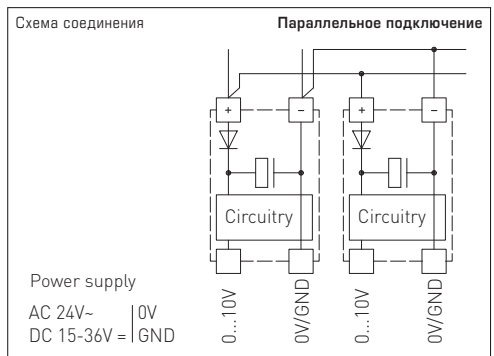 Схема соединения
Параллельное подключение
+ − + −
Circuitry Circuitry
Power supply
AC 24V~ 0V
DC 15-36V = GND
0...10V
0V/GND
0...10V
0V/GND